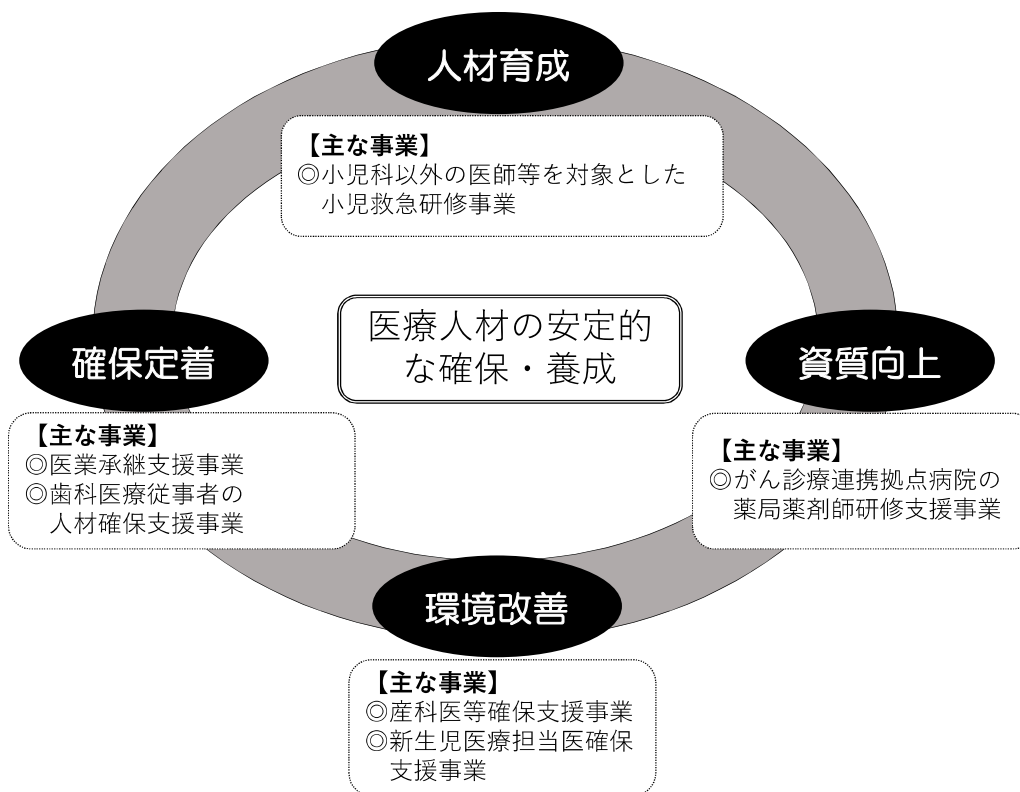 人材育成
【主な事業】
◎小児科以外の医師等を対象とした
小児救急研修事業
医療人材の安定的
な確保・養成
確保定着
【主な事業】
◎医業承継支援事業
◎歯科医療従事者の
人材確保支援事業
資質向上
【主な事業】
◎がん診療連携拠点病院の
薬局薬剤師研修支援事業
環境改善
【主な事業】
◎産科医等確保支援事業
◎新生児医療担当医確保
支援事業